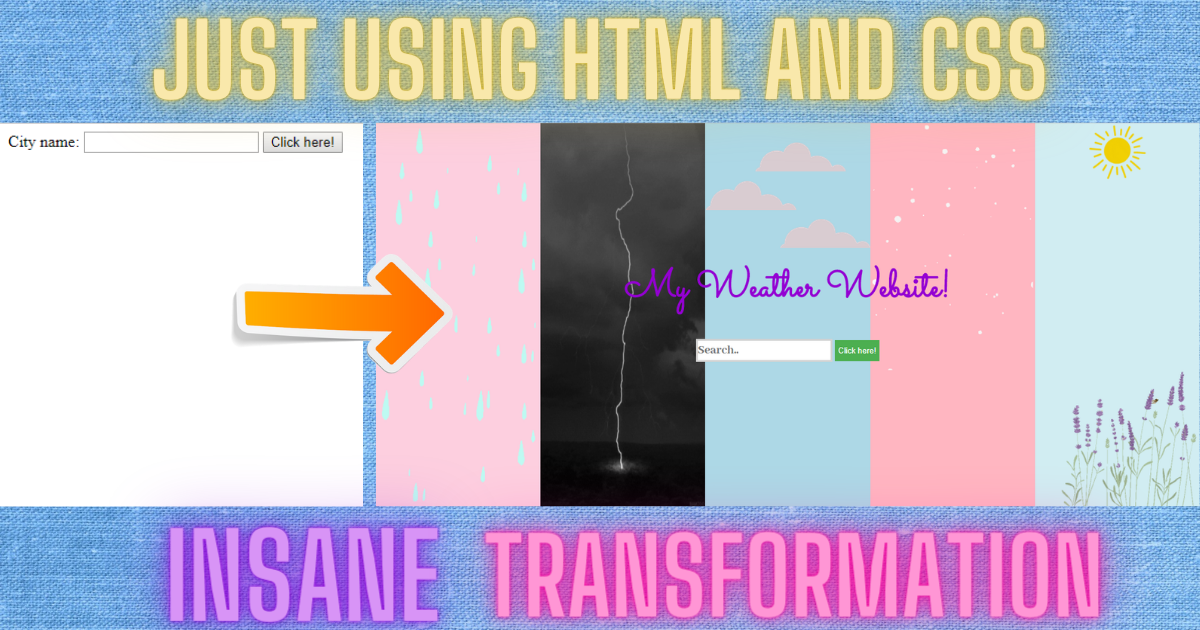 JUST USING HTML AND CSS
City name: Click here!
My Weather Website!
Search.. Click here!
INSANE TRANSFORMATION